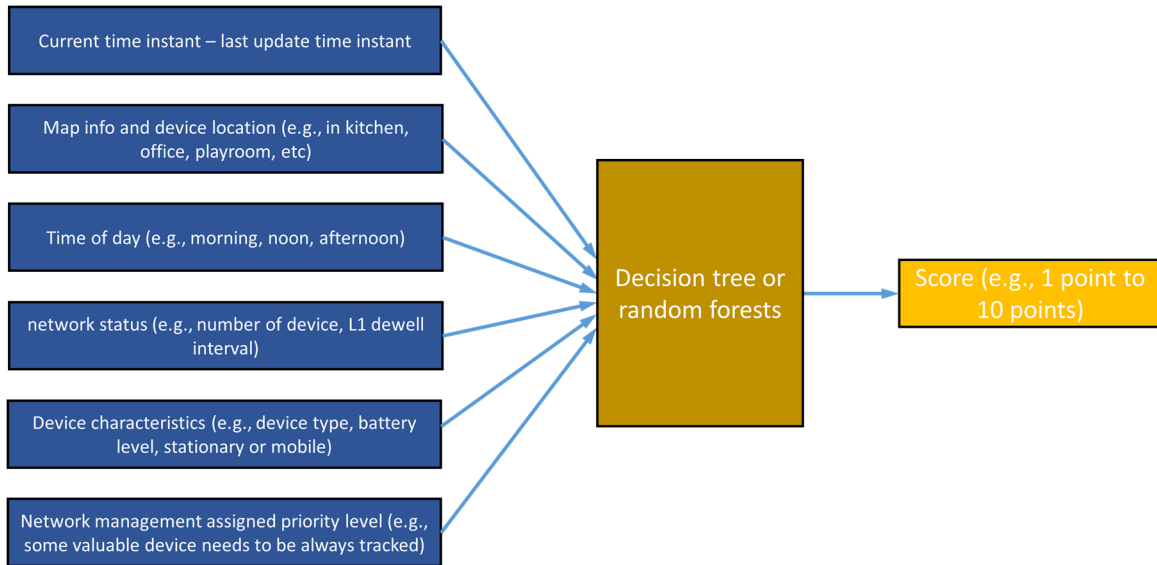 Current time instant – last update time instant
Map info and device location (e.g., in kitchen,
office, playroom, etc)
Time of day (e.g., morning, noon, afternoon)
network status (e.g., number of device, L1 dewell
interval)
Device characteristics (e.g., device type, battery
level, stationary or mobile)
Network management assigned priority level (e.g.,
some valuable device needs to be always tracked)
Decision tree or
random forests
Score (e.g., 1 point to
10 points)